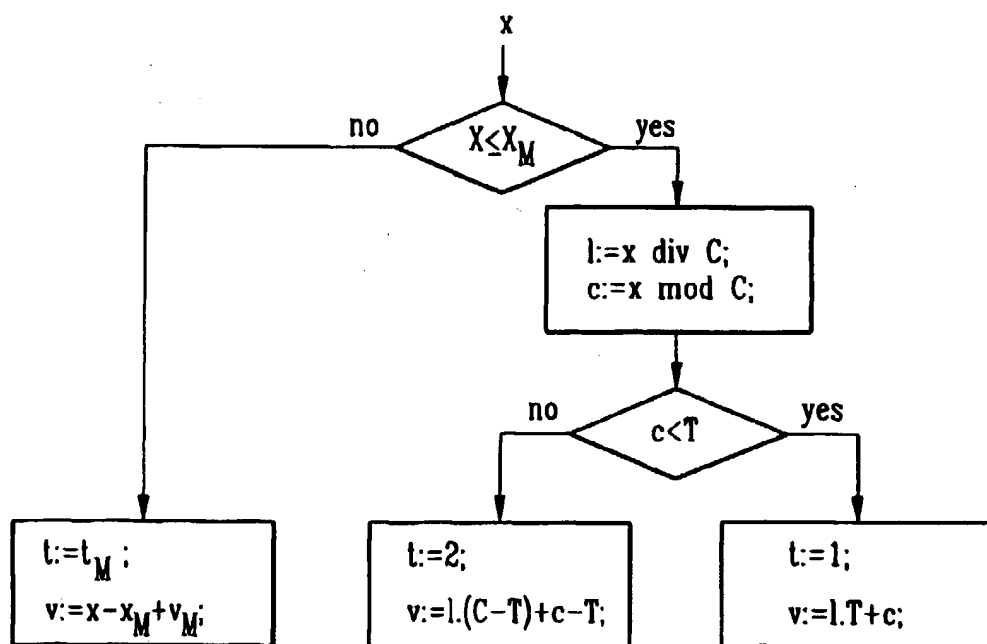 x
no
X≤X_M
yes
l:=x div C;
c:=x mod C;
no
c<T
yes
t:=t_M ;
v:=x-x_M+v_M;
t:=2;
v:=l.(C-T)+c-T;
t:=1;
v:=l.T+c;